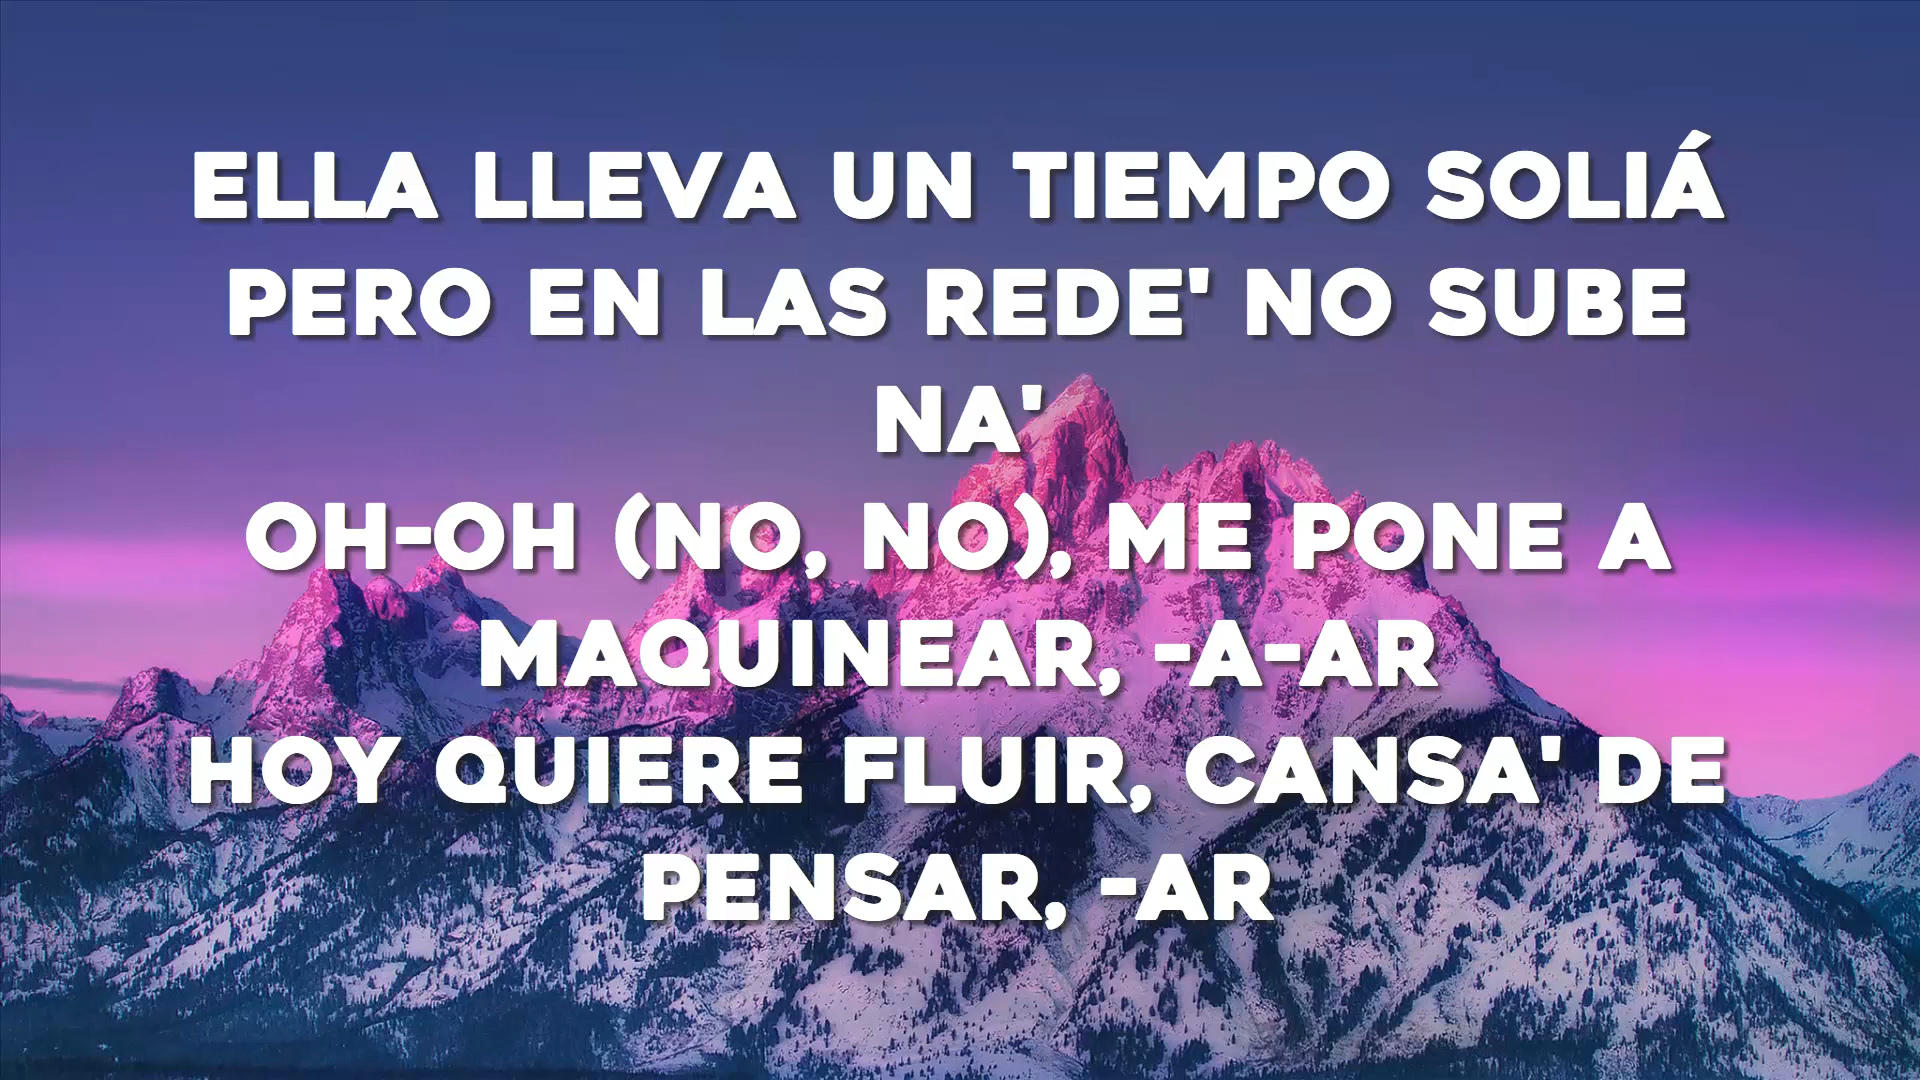 ELLA LLEVA UN TIEMPO SOLIÁ
PERO EN LAS REDE' NO SUBE
NA'
OH-OH (NO, NO), ME PONE A
MAQUINEAR, -A-AR
HOY QUIERE FLUIR, CANSA' DE
PENSAR, -AR